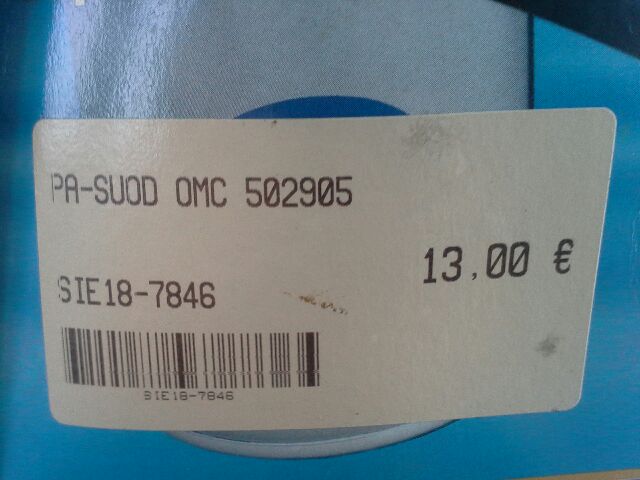 PA-SUOD OMC 502905
13,00 €
SIE18-7846
SIE18-7846